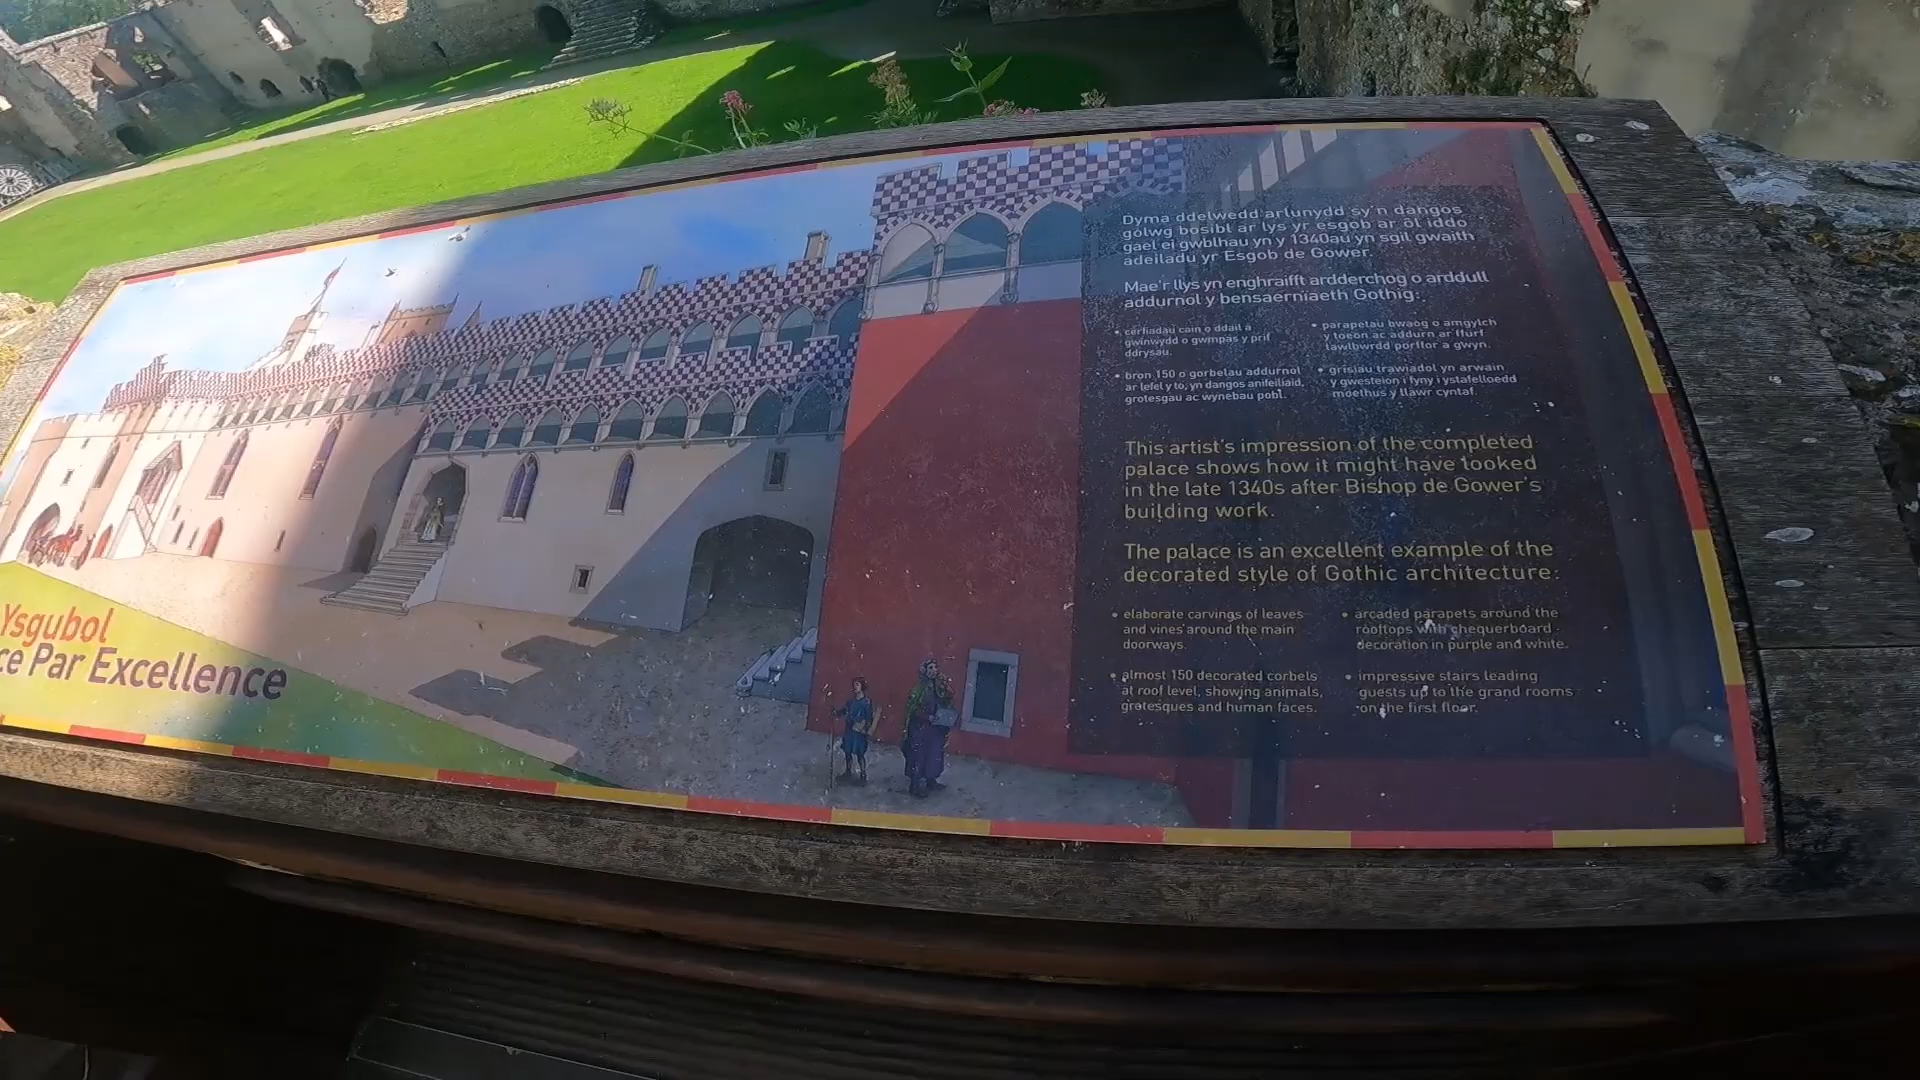 Ysgubol
ce Par Excellence
Dyma ddelwedd arlunydd sy'n dangos
golwg bosibl ar lys yr esgob ar ôl iddo
gael ei gwblhau yn y 1340au yn sgil gwaith
adeiladu yr Esgob de Gower.
Mae'r llys yn enghraifft ardderchog o arddull
addurnol y bensaernïaeth Gothig:
• cerfiadau cain o ddail a
gwinwydd o gwmpas y prif
ddrysau.
• bron 150 o gorbelau addurnol
ar lefel y to, yn dangos anifeiliaid,
grotesgau ac wynebau pobl.
• parapetau bwaog o amgylch
y toeon ac addurn ar ffurf
tawlbwrdd porffor a gwyn.
• grisiau trawiadol yn arwain
y gwesteion i fyny i ystafelloedd
moethus y llawr cyntaf.
This artist's impression of the completed
palace shows how it might have looked
in the late 1340s after Bishop de Gower's
building work.
The palace is an excellent example of the
decorated style of Gothic architecture:
• elaborate carvings of leaves
and vines around the main
doorways.
• almost 150 decorated corbels
at roof level, showing animals,
grotesques and human faces.
• arcaded parapets around the
rooftops with chequerboard
decoration in purple and white.
• impressive stairs leading
guests up to the grand rooms
on the first floor.